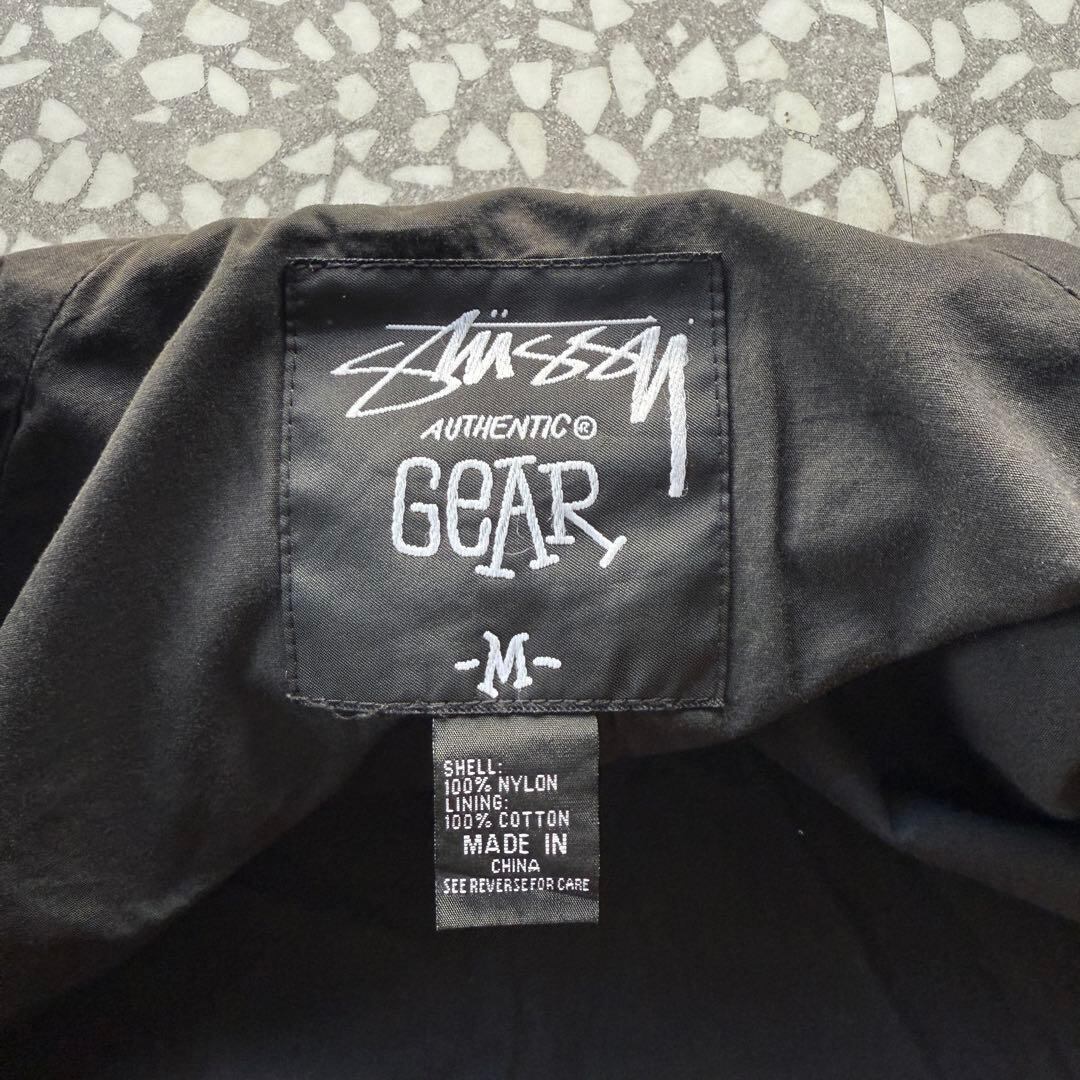 Stüssy
AUTHENTIC®
GEAR
-M-
SHELL:
100% NYLON
LINING:
100% COTTON
MADE IN
CHINA
SEE REVERSE FOR CARE